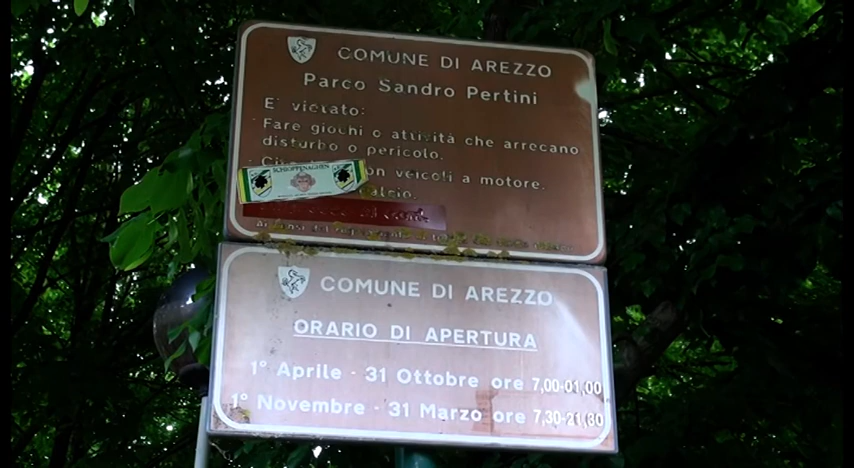 COMUNE DI AREZZO
Parco Sandro Pertini
E' vietato:
Fare giochi o attività che arrecano
disturbo o pericolo.
on veicoli a motore.
alcio.
COMUNE DI AREZZO
ORARIO DI APERTURA
1° Aprile - 31 Ottobre ore 7,00-01,00
1° Novembre - 31 Marzo ore 7,30-21,30